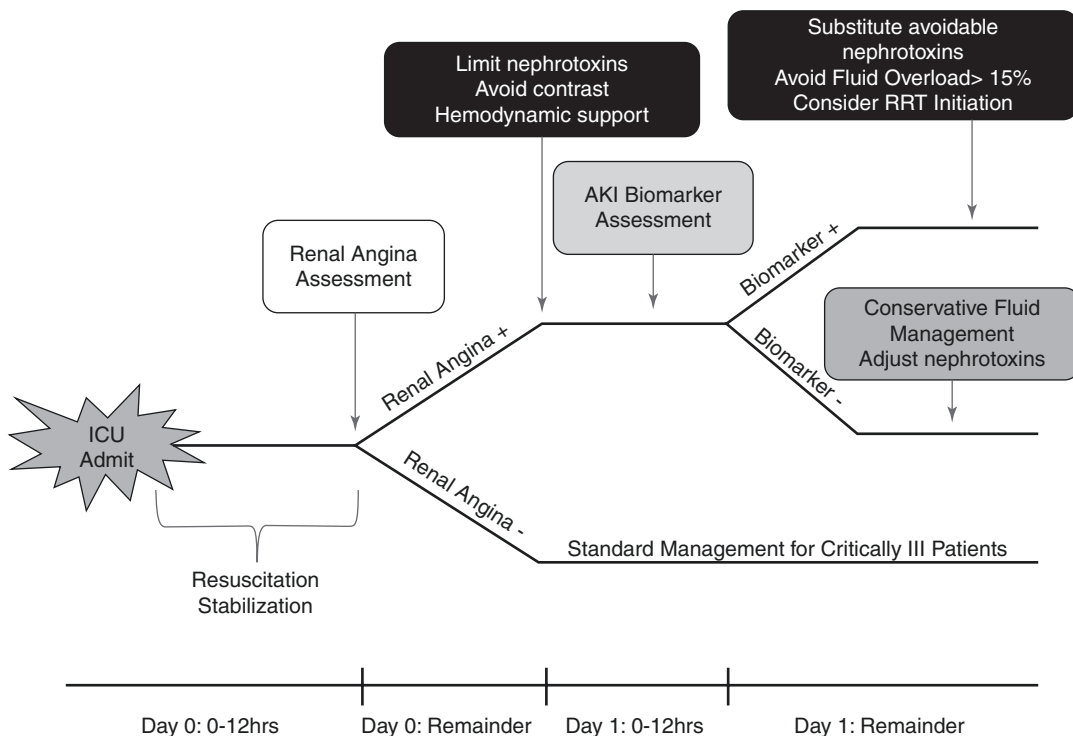 Substitute avoidable
nephrotoxins
Avoid Fluid Overload> 15%
Consider RRT Initiation
Limit nephrotoxins
Avoid contrast
Hemodynamic support
AKI Biomarker
Assessment
Renal Angina
Assessment
Biomarker +
Conservative Fluid
Management
Adjust nephrotoxins
Renal Angina +
Biomarker -
ICU
Admit
Renal Angina -
Standard Management for Critically Ill Patients
Resuscitation
Stabilization
Day 0: 0-12hrs
Day 0: Remainder
Day 1: 0-12hrs
Day 1: Remainder